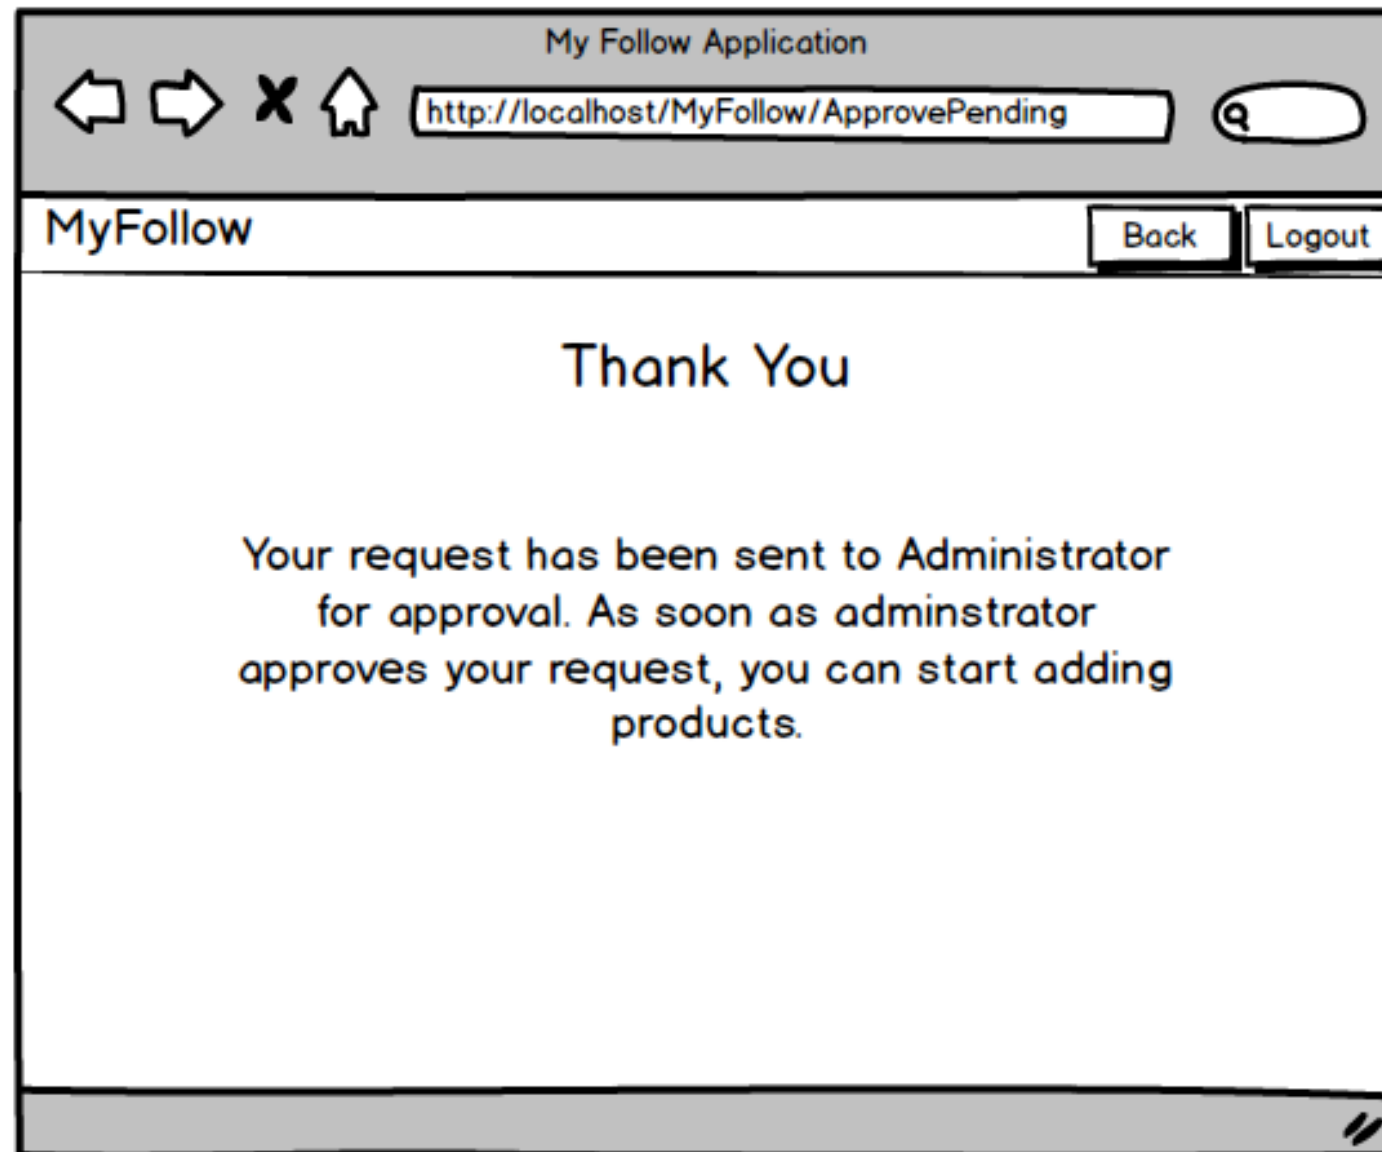 My Follow Application
http://localhost/MyFollow/ApprovePending
MyFollow
Back
Logout
Thank You
Your request has been sent to Administrator
for approval. As soon as adminstrator
approves your request, you can start adding
products.